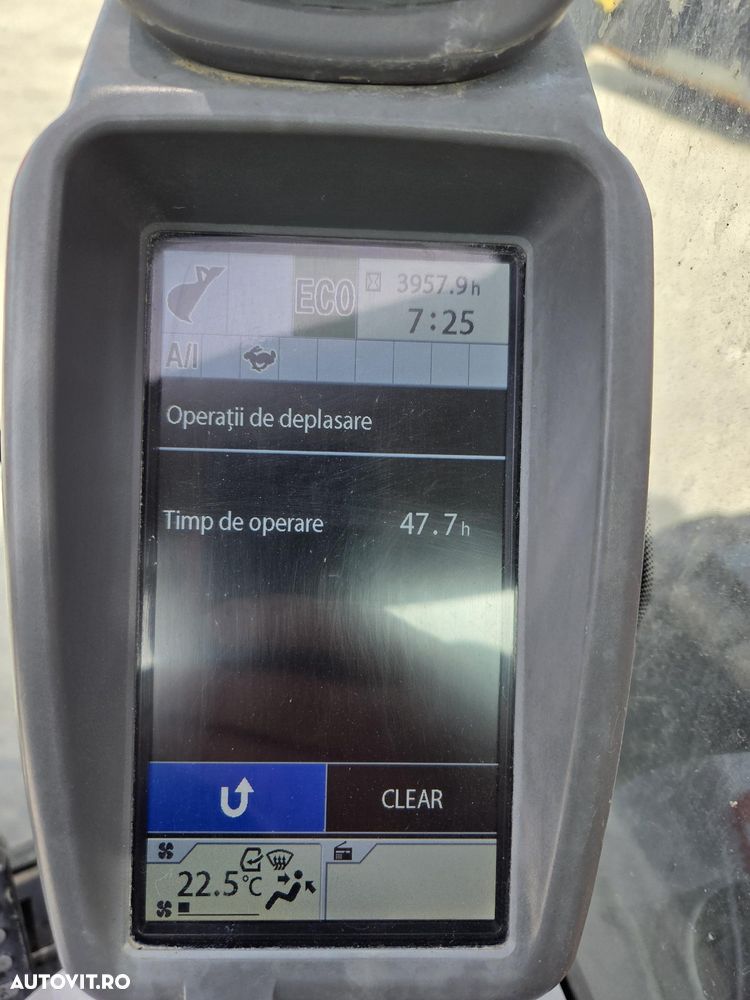 ECO 3957.9h
7:25
A/I
Operații de deplasare
Timp de operare 47.7h
CLEAR
22.5°C
AUTOVIT.RO